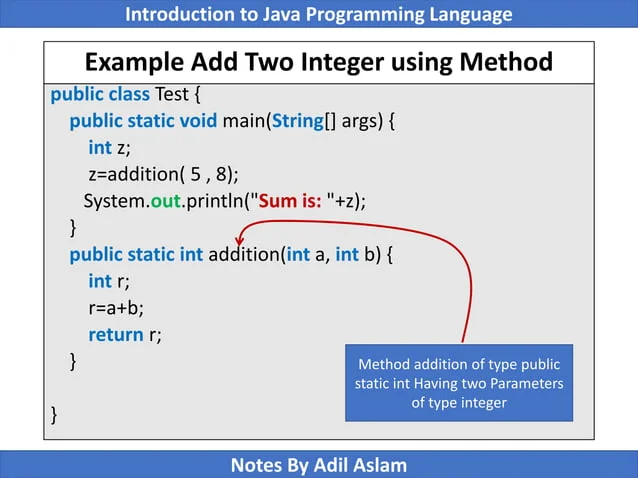 Introduction to Java Programming Language
Example Add Two Integer using Method
public class Test {
public static void main(String[] args) {
int z;
z=addition( 5 , 8);
System.out.println("Sum is: "+z);
}
public static int addition(int a, int b) {
int r;
r=a+b;
return r;
}
Method addition of type public
static int Having two Parameters
of type integer
}
Notes By Adil Aslam